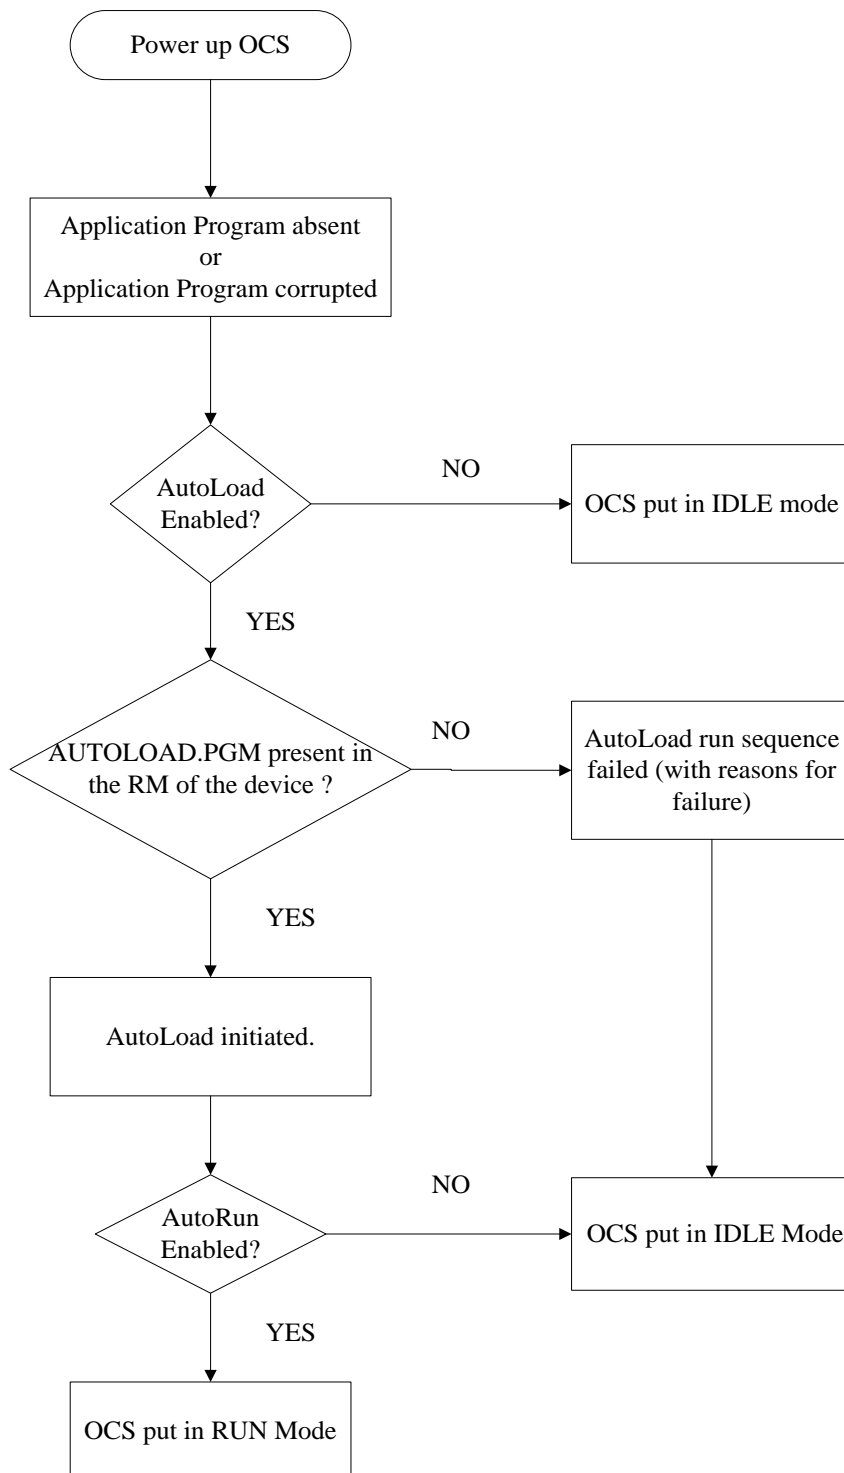 Power up OCS
Application Program absent
or
Application Program corrupted
AutoLoad
Enabled?
NO
OCS put in IDLE mode
YES
AUTOLOAD.PGM present in
the RM of the device ?
NO
AutoLoad run sequence
failed (with reasons for
failure)
YES
AutoLoad initiated.
AutoRun
Enabled?
NO
OCS put in IDLE Mode
YES
OCS put in RUN Mode